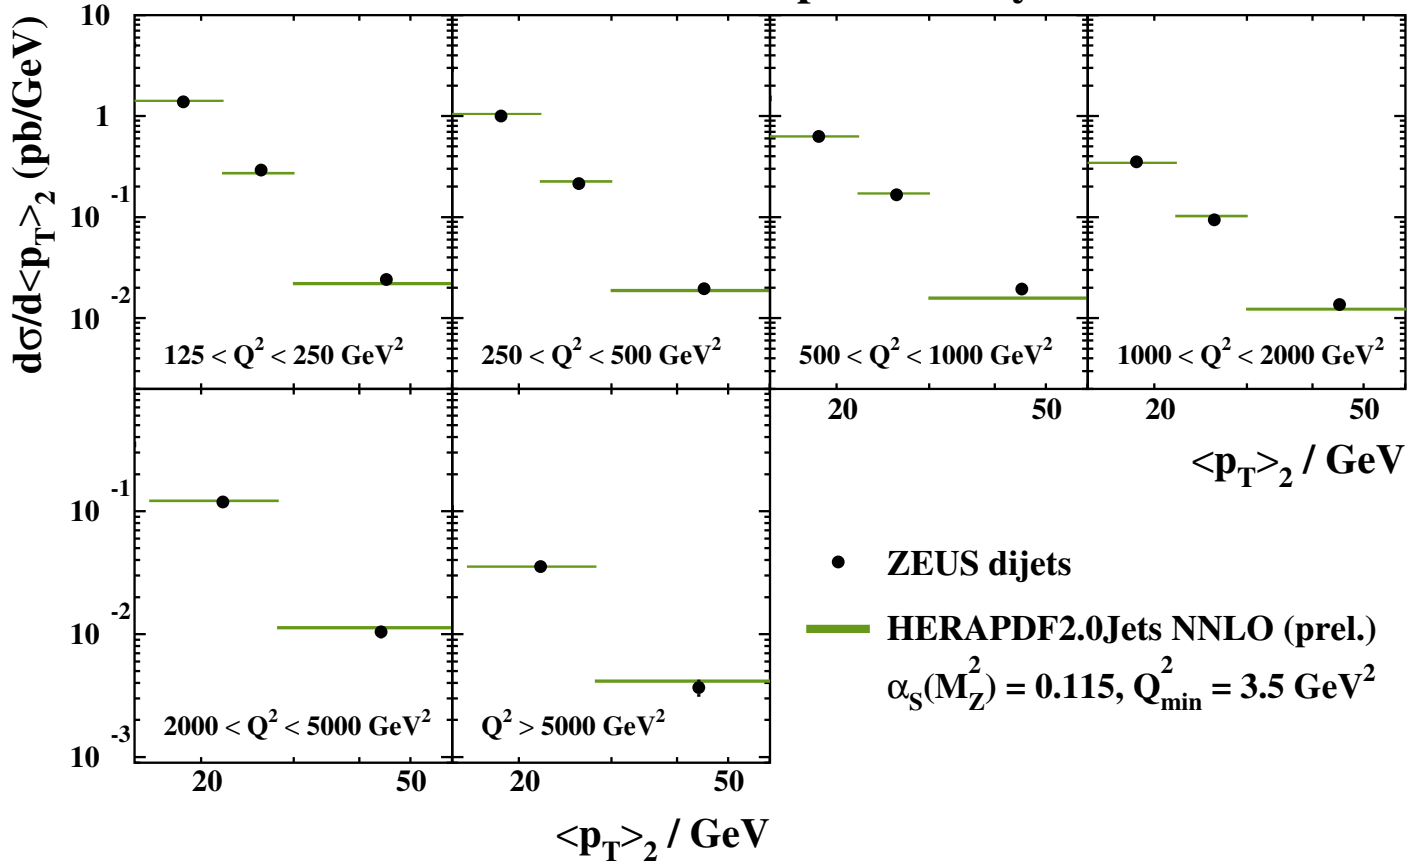 dσ/d<p_T>_2 (pb/GeV)
10
1
10^-1
10^-2
125 < Q^2 < 250 GeV^2
250 < Q^2 < 500 GeV^2
500 < Q^2 < 1000 GeV^2
1000 < Q^2 < 2000 GeV^2
20 50
20 50
<p_T>_2 / GeV
10^-1
10^-2
10^-3
2000 < Q^2 < 5000 GeV^2
Q^2 > 5000 GeV^2
20 50
20 50
<p_T>_2 / GeV
ZEUS dijets
HERAPDF2.0Jets NNLO (prel.)
α_S(M_Z^2) = 0.115, Q_min^2 = 3.5 GeV^2